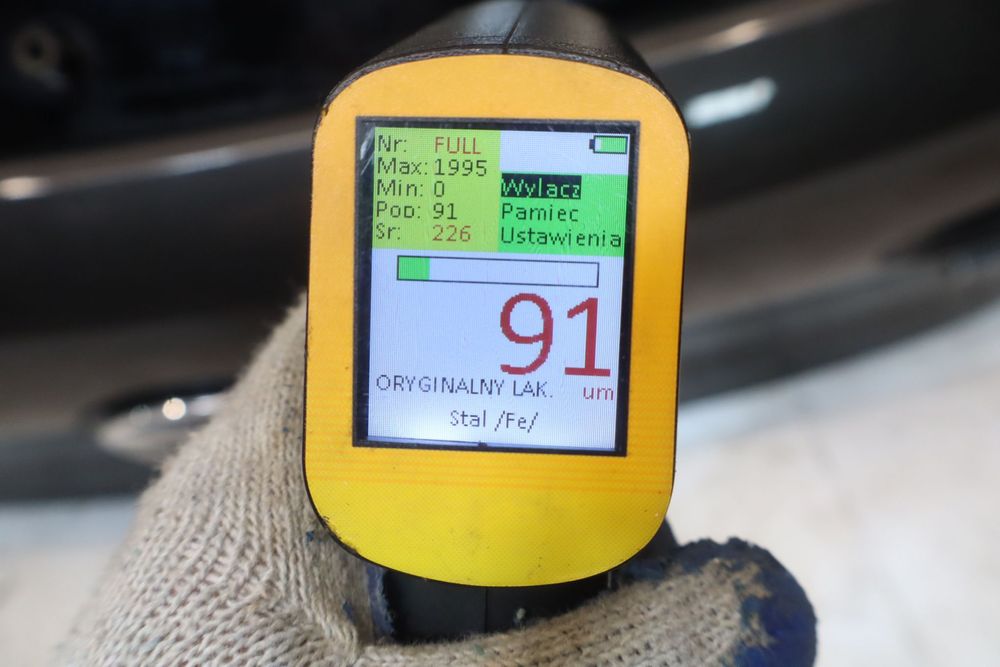 Nr: FULL
Max: 1995
Min: 0
Pop: 91
Sr: 226
Wylacz
Pamiec
Ustawienia
91
ORYGINALNY LAK. um
Stal /Fe/